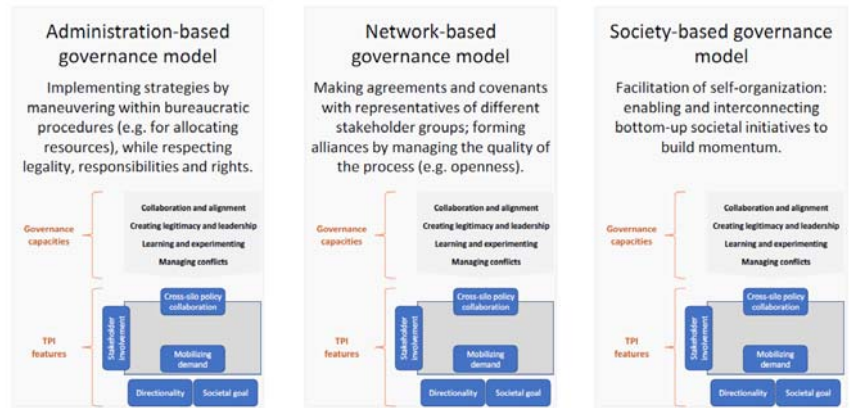 Administration-based
governance model
Implementing strategies by
maneuvering within bureaucratic
procedures (e.g. for allocating
resources), while respecting
legality, responsibilities and rights.
Governance
capacities
Collaboration and alignment
Creating legitimacy and leadership
Learning and experimenting
Managing conflicts
TPI
features
Cross-silo policy
collaboration
Stakeholder
involvement
Mobilizing
demand
Directionality
Societal goal
Network-based
governance model
Making agreements and covenants
with representatives of different
stakeholder groups; forming
alliances by managing the quality of
the process (e.g. openness).
Governance
capacities
Collaboration and alignment
Creating legitimacy and leadership
Learning and experimenting
Managing conflicts
TPI
features
Cross-silo policy
collaboration
Stakeholder
involvement
Mobilizing
demand
Directionality
Societal goal
Society-based governance
model
Facilitation of self-organization:
enabling and interconnecting
bottom-up societal initiatives to
build momentum.
Governance
capacities
Collaboration and alignment
Creating legitimacy and leadership
Learning and experimenting
Managing conflicts
TPI
features
Cross-silo policy
collaboration
Stakeholder
involvement
Mobilizing
demand
Directionality
Societal goal